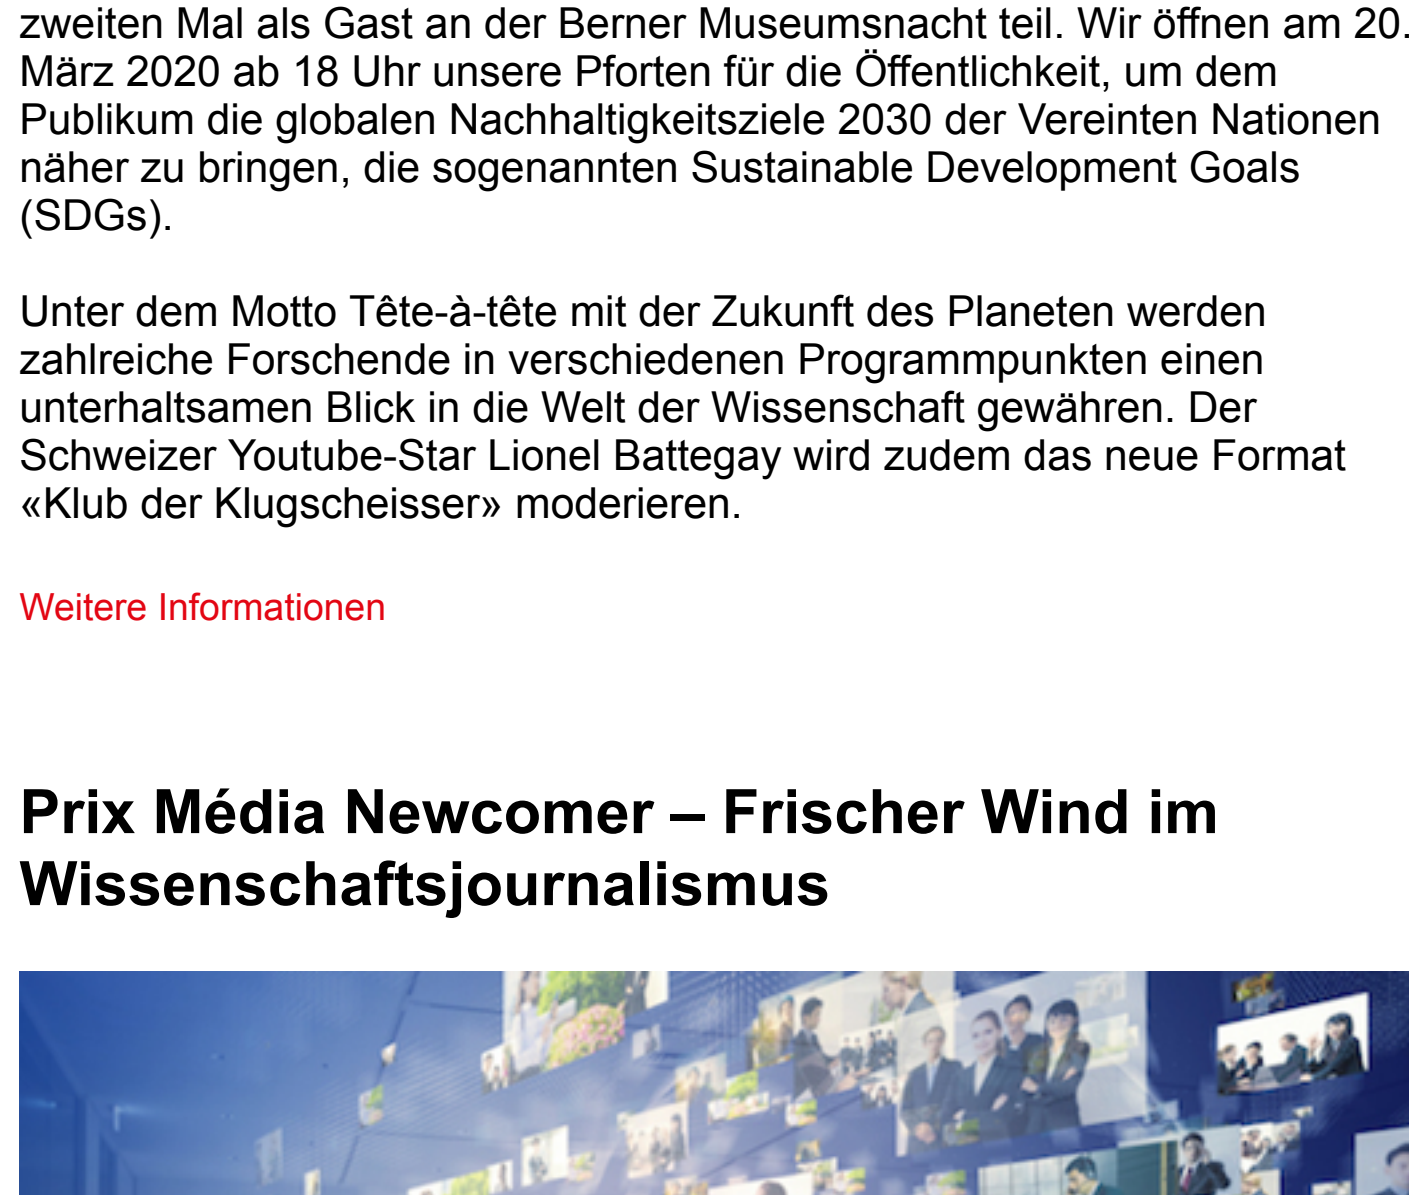 zweiten Mal als Gast an der Berner Museumsnacht teil. Wir öffnen am 20.
März 2020 ab 18 Uhr unsere Pforten für die Öffentlichkeit, um dem
Publikum die globalen Nachhaltigkeitsziele 2030 der Vereinten Nationen
näher zu bringen, die sogenannten Sustainable Development Goals
(SDGs).
Unter dem Motto Tête-à-tête mit der Zukunft des Planeten werden
zahlreiche Forschende in verschiedenen Programmpunkten einen
unterhaltsamen Blick in die Welt der Wissenschaft gewähren. Der
Schweizer Youtube-Star Lionel Battegay wird zudem das neue Format
«Klub der Klugscheisser» moderieren.
Weitere Informationen
Prix Média Newcomer – Frischer Wind im
Wissenschaftsjournalismus